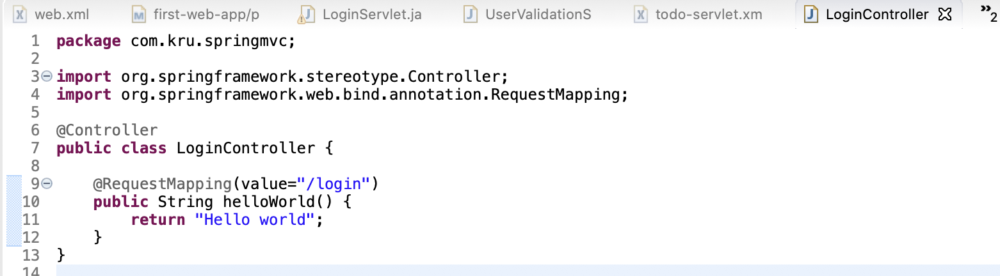 web.xml first-web-app/p LoginServlet.ja UserValidationS todo-servlet.xm LoginController »2
1 package com.kru.springmvc;
2
3 import org.springframework.stereotype.Controller;
4 import org.springframework.web.bind.annotation.RequestMapping;
5
6 @Controller
7 public class LoginController {
8
9 @RequestMapping(value="/login")
10 public String helloWorld() {
11 return "Hello world";
12 }
13 }
14